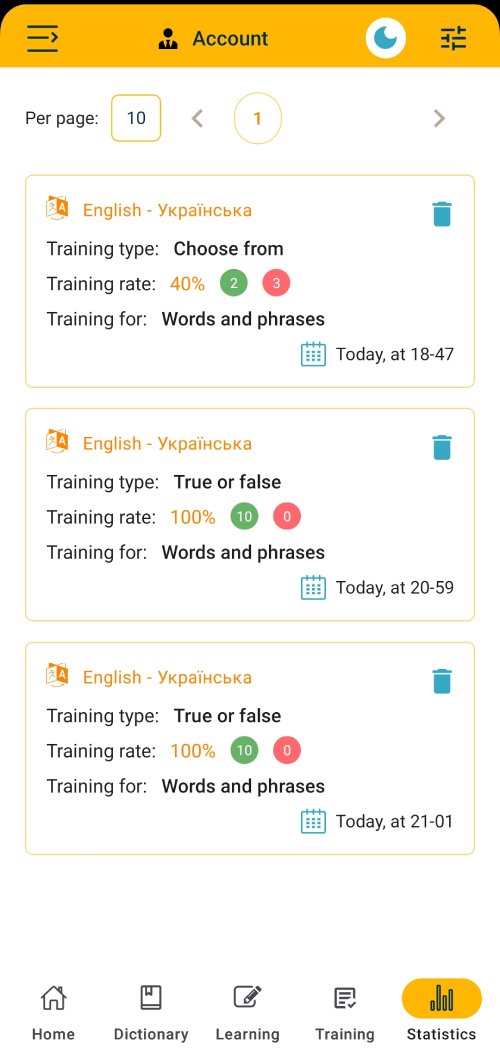 Account
Per page: 10 1
English - Українська
Training type: Choose from
Training rate: 40% 2 3
Training for: Words and phrases
Today, at 18-47
English - Українська
Training type: True or false
Training rate: 100% 10 0
Training for: Words and phrases
Today, at 20-59
English - Українська
Training type: True or false
Training rate: 100% 10 0
Training for: Words and phrases
Today, at 21-01
Home Dictionary Learning Training Statistics